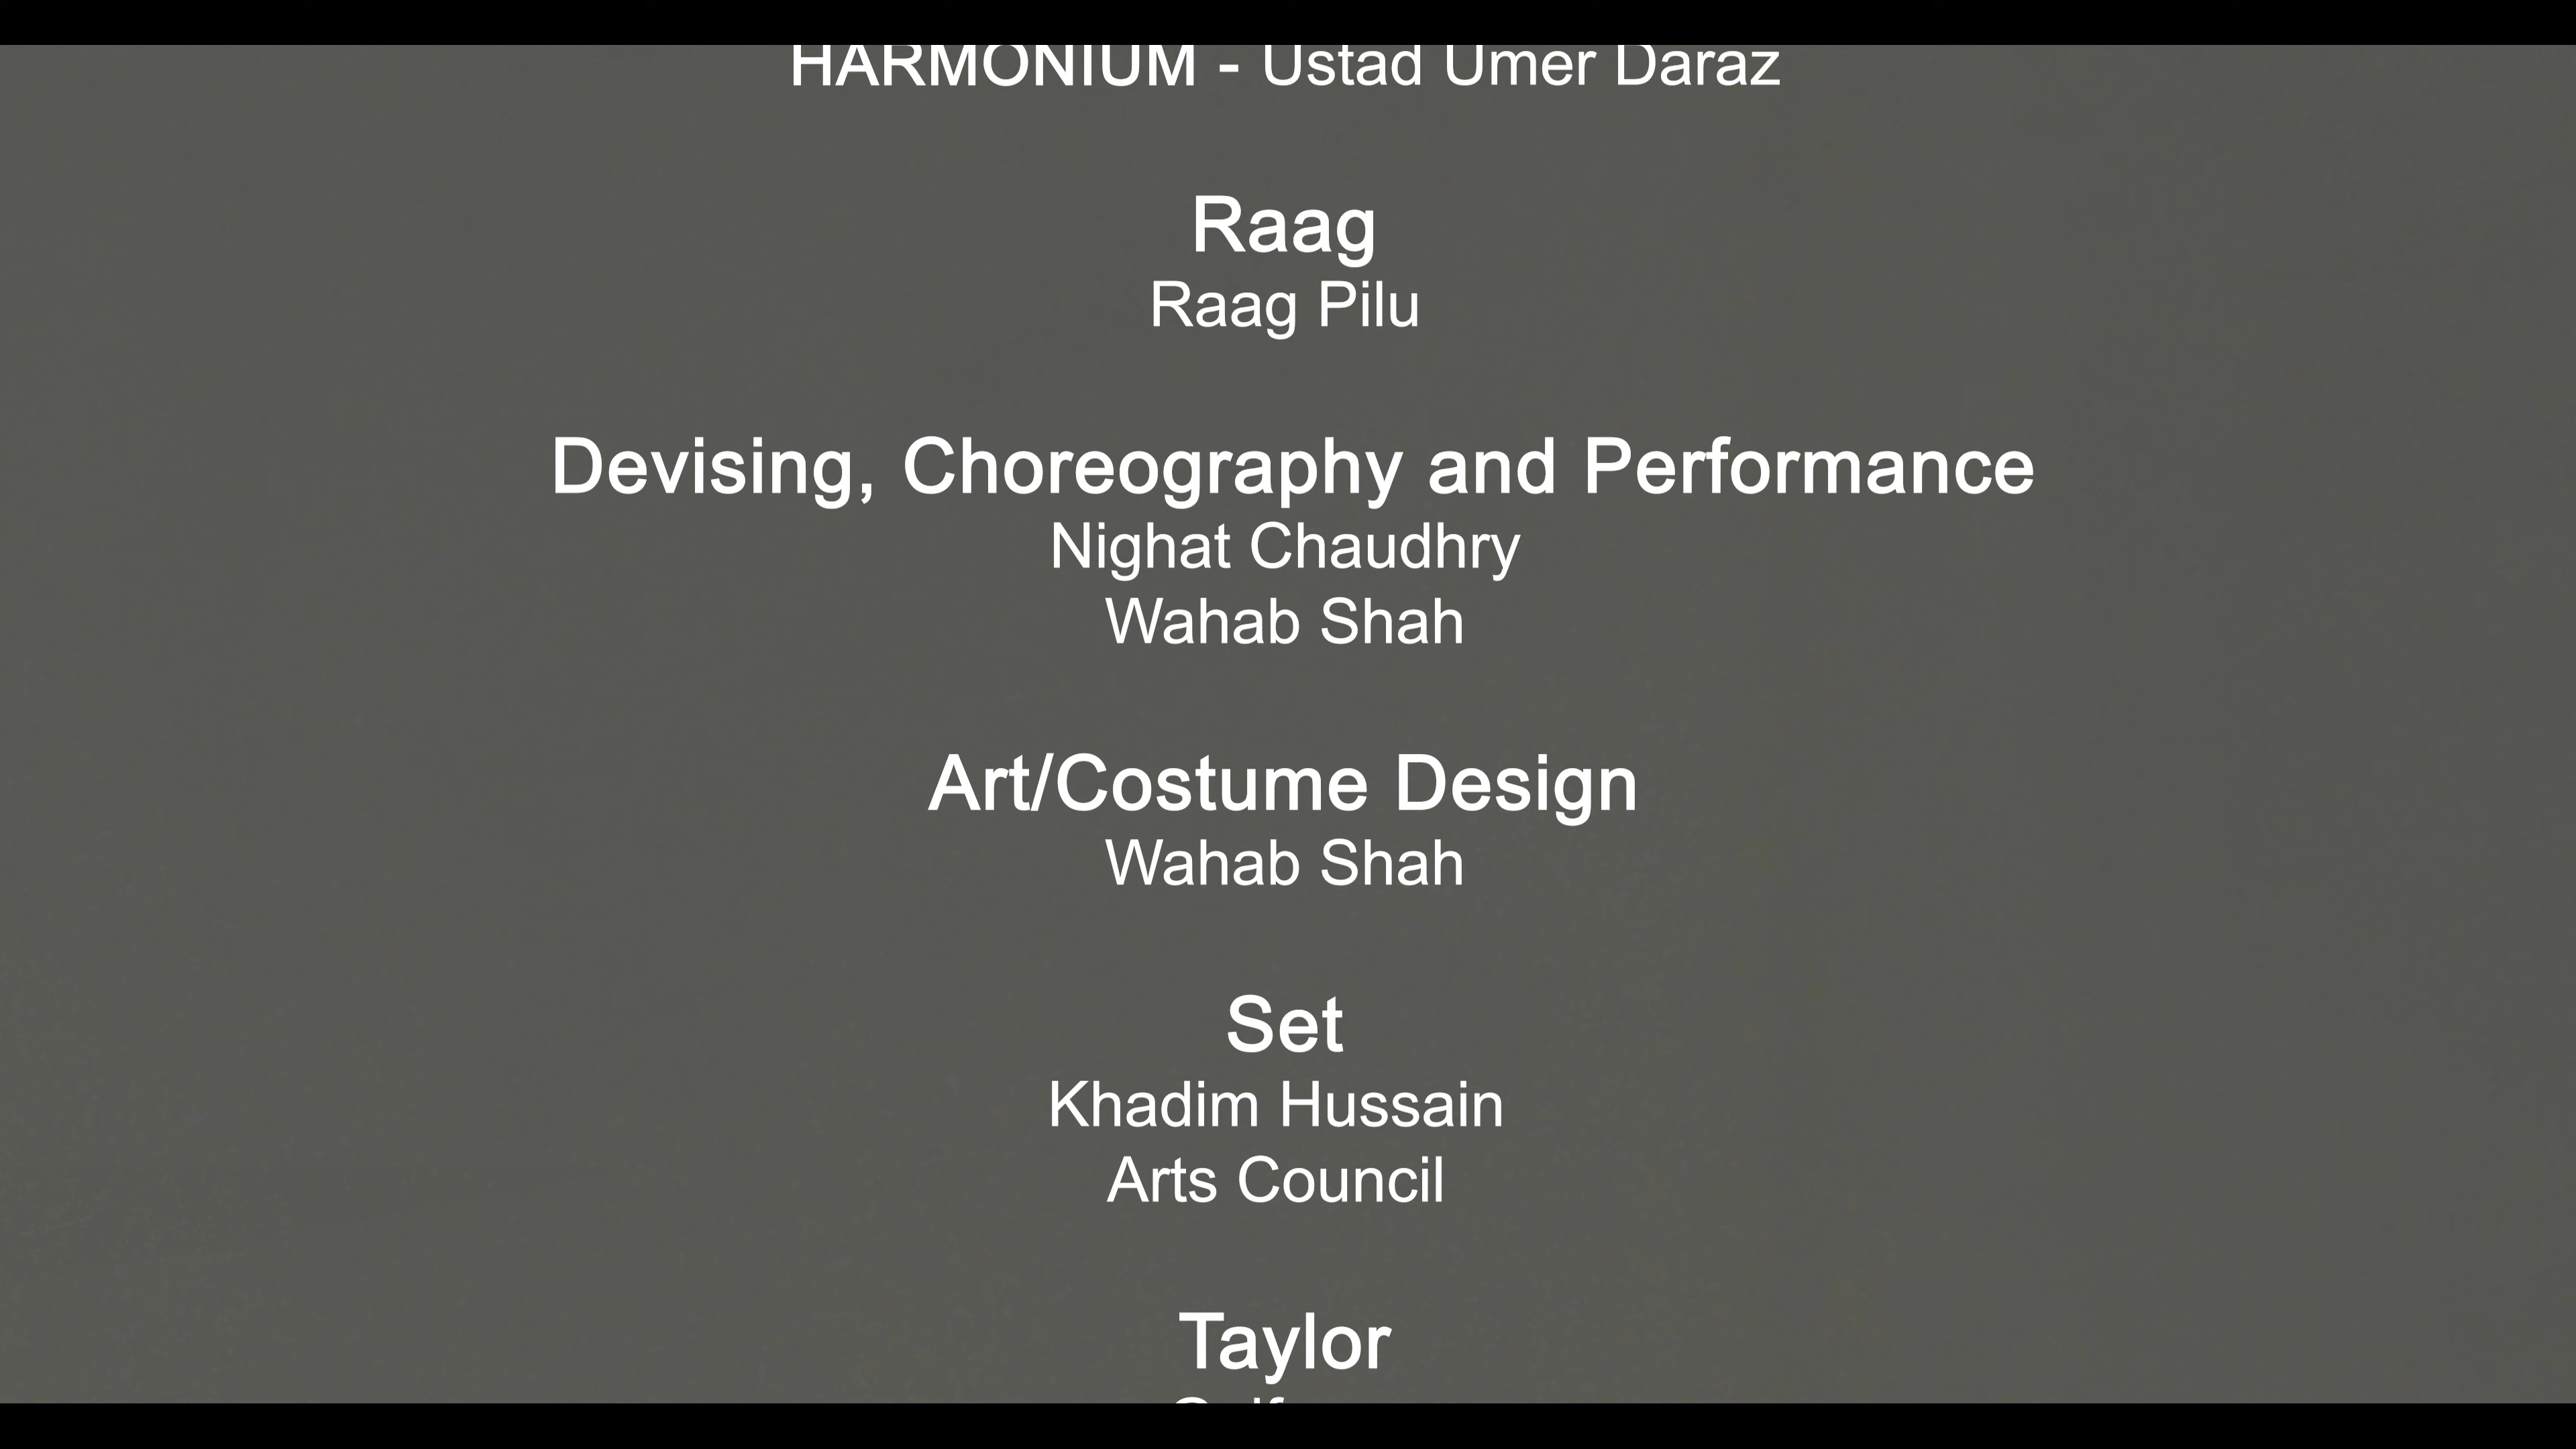 HARMONIUM - Ustad Umer Daraz
Raag
Raag Pilu
Devising, Choreography and Performance
Nighat Chaudhry
Wahab Shah
Art/Costume Design
Wahab Shah
Set
Khadim Hussain
Arts Council
Taylor